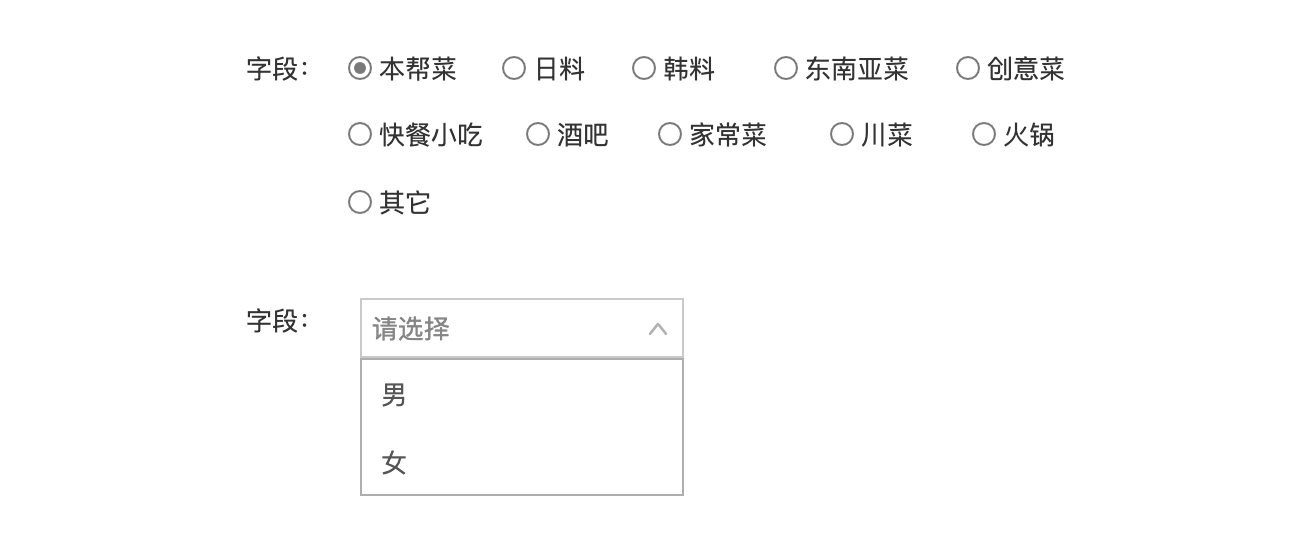 字段： 本帮菜 日料 韩料 东南亚菜 创意菜
快餐小吃 酒吧 家常菜 川菜 火锅
其它
字段： 请选择
男
女